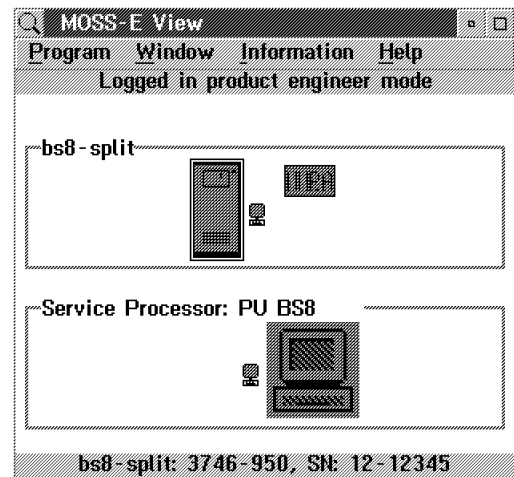 MOSS-E View
Program Window Information Help
Logged in product engineer mode
bs8-split
Service Processor: PU BS8
bs8-split: 3746-950, SN: 12-12345